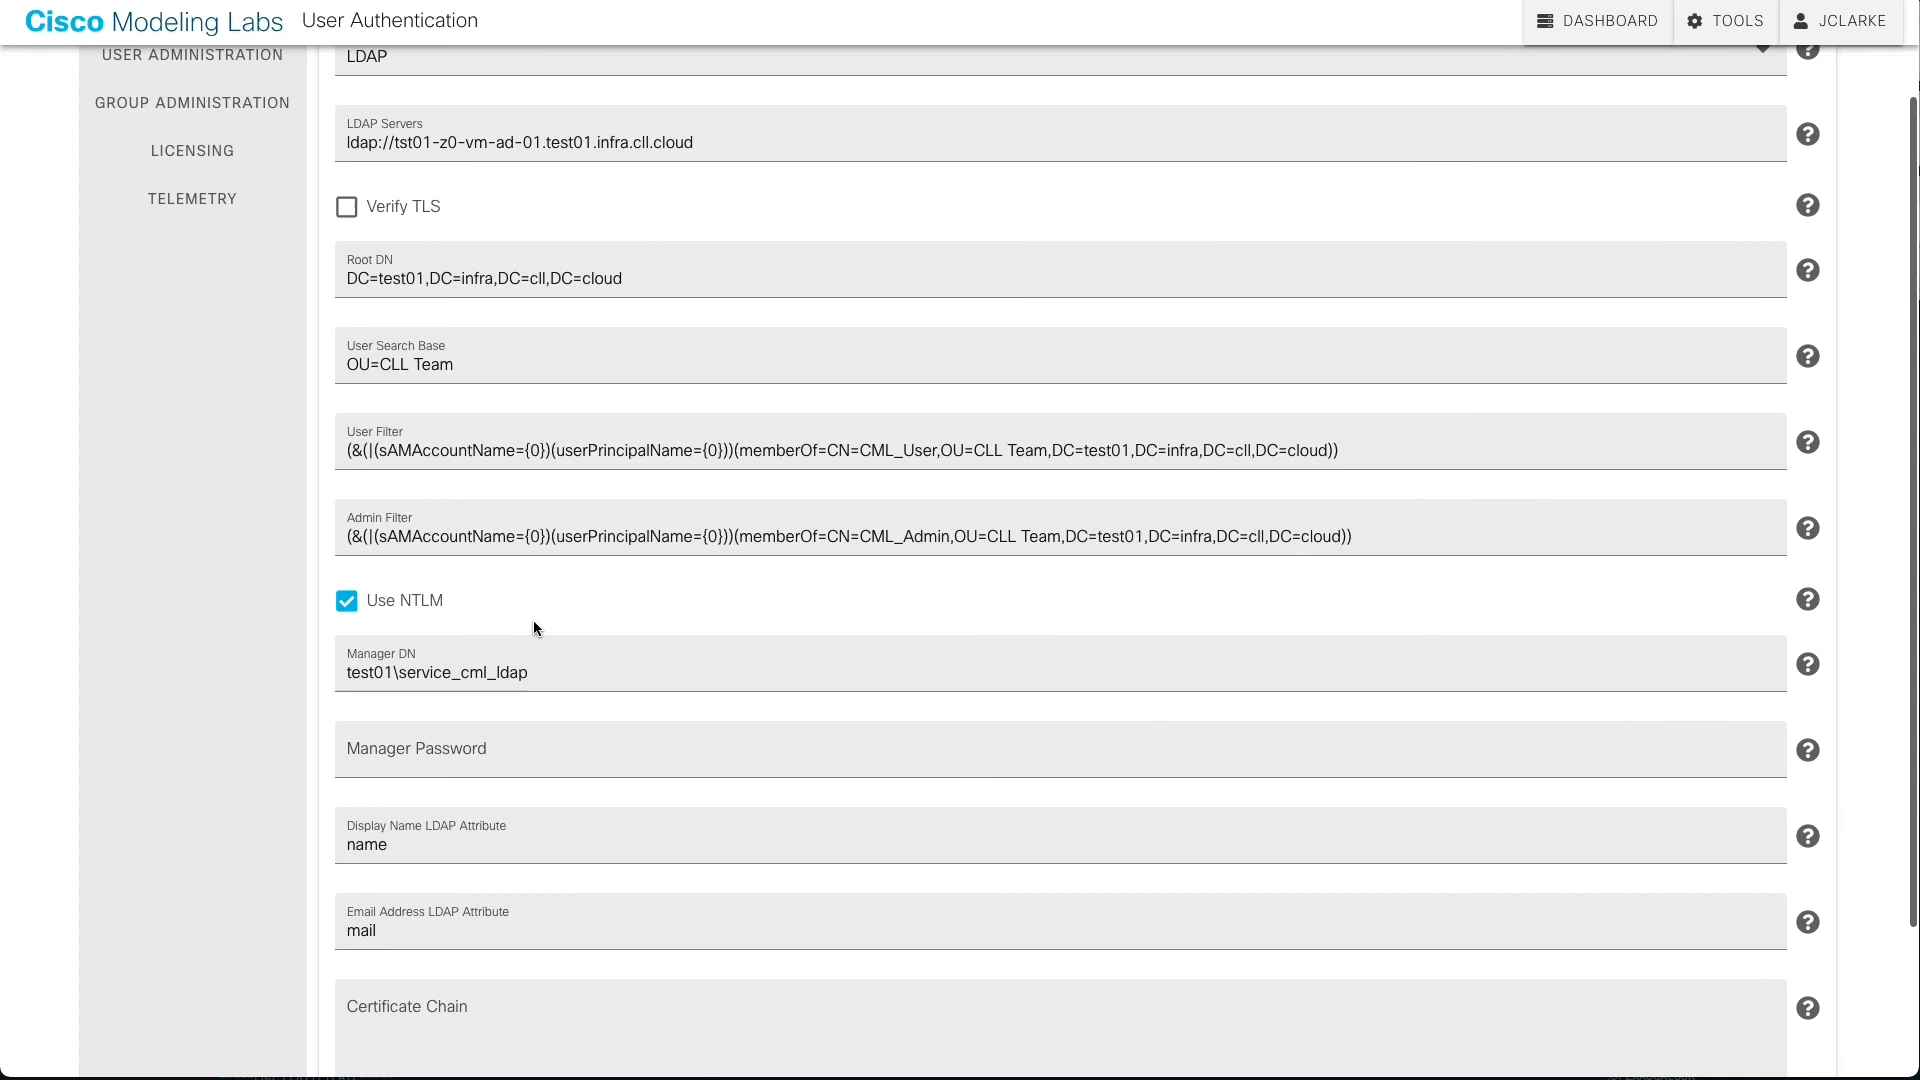 Cisco Modeling Labs User Authentication
DASHBOARD
TOOLS
JCLARKE
USER ADMINISTRATION
GROUP ADMINISTRATION
LICENSING
TELEMETRY
LDAP
LDAP Servers
ldap://tst01-z0-vm-ad-01.test01.infra.cll.cloud
Verify TLS
Root DN
DC=test01,DC=infra,DC=cll,DC=cloud
User Search Base
OU=CLL Team
User Filter
(&(|(sAMAccountName={0})(userPrincipalName={0}))(memberOf=CN=CML_User,OU=CLL Team,DC=test01,DC=infra,DC=cll,DC=cloud))
Admin Filter
(&(|(sAMAccountName={0})(userPrincipalName={0}))(memberOf=CN=CML_Admin,OU=CLL Team,DC=test01,DC=infra,DC=cll,DC=cloud))
Use NTLM
Manager DN
test01\service_cml_ldap
Manager Password
Display Name LDAP Attribute
name
Email Address LDAP Attribute
mail
Certificate Chain